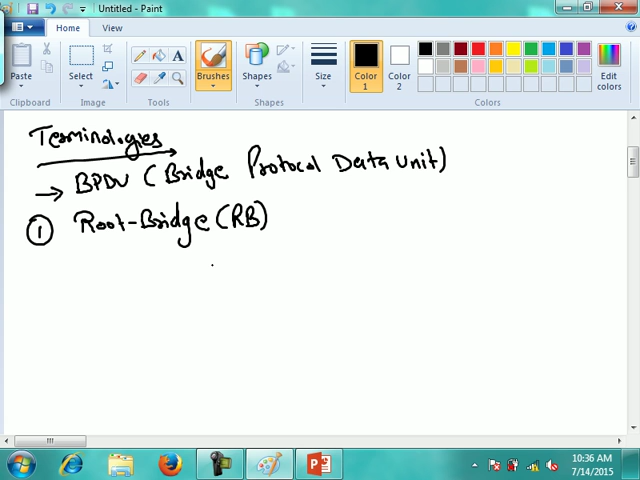 Untitled - Paint
Home View
Paste Select Brushes Shapes Size Color 1 Color 2 Edit colors
Clipboard Image Tools Shapes Colors
Terminologies
→ BPDU (Bridge Protocol Data Unit)
① Root-Bridge (RB)
10:36 AM
7/14/2015